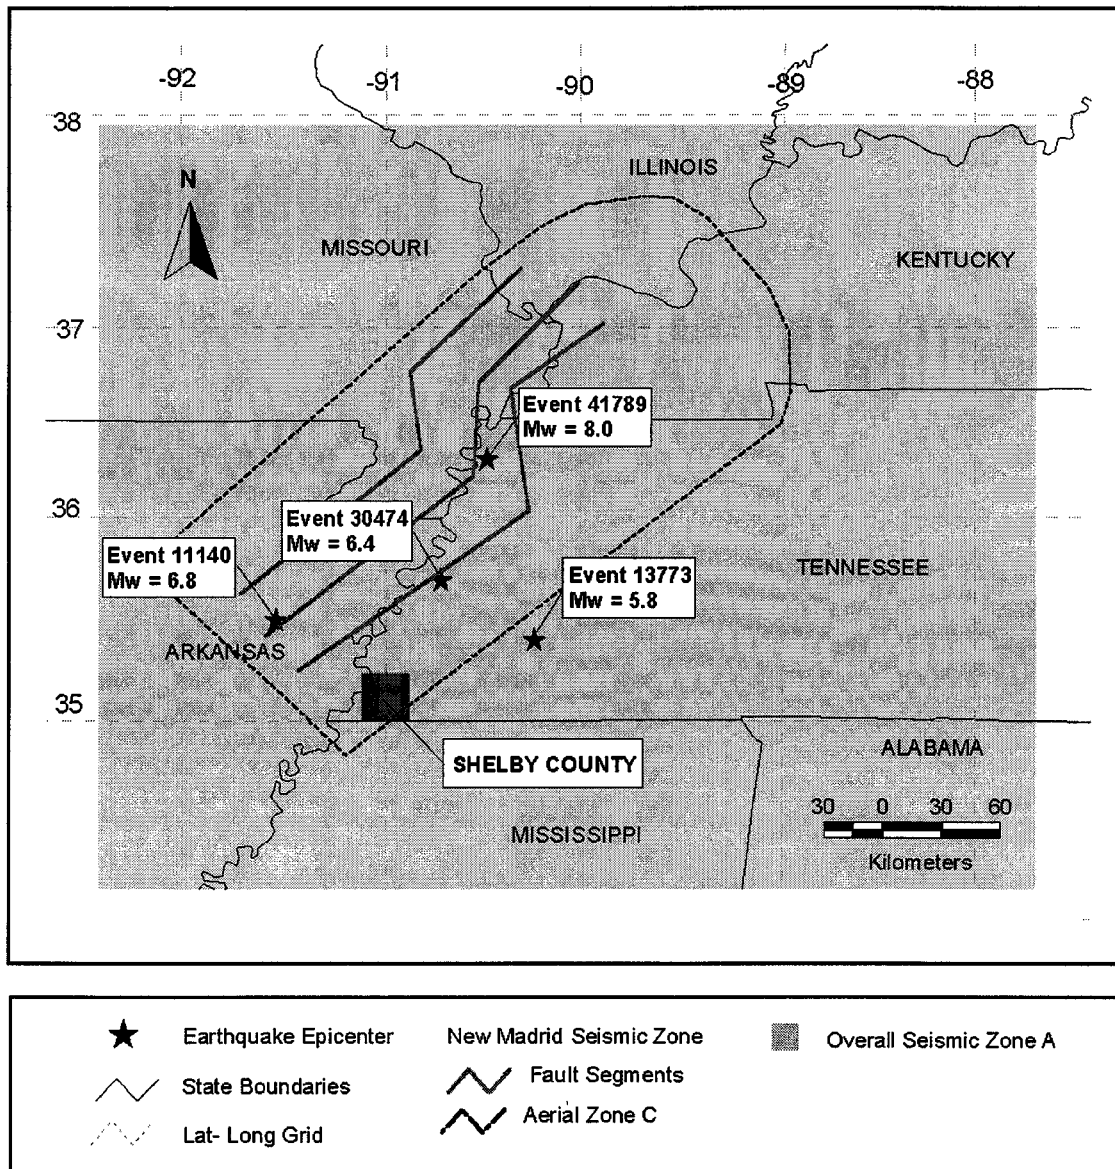 -92 -91 -90 -89 -88
38
ILLINOIS
N
MISSOURI
KENTUCKY
37
Event 41789
Mw = 8.0
36
Event 30474
Mw = 6.4
Event 11140
Mw = 6.8
Event 13773
Mw = 5.8
TENNESSEE
ARKANSAS
35
SHELBY COUNTY
ALABAMA
MISSISSIPPI
30 0 30 60
Kilometers
Earthquake Epicenter
State Boundaries
Lat- Long Grid
New Madrid Seismic Zone
Fault Segments
Aerial Zone C
Overall Seismic Zone A